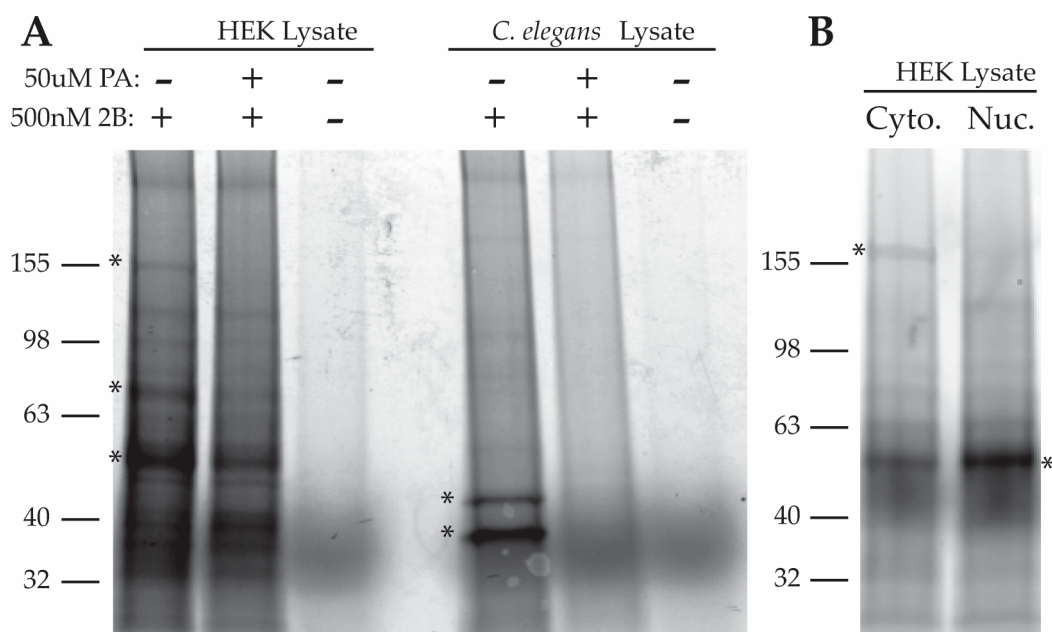 A
HEK Lysate
C. elegans Lysate
50uM PA: - + - - + -
500nM 2B: + + - + + -
155
*
98
*
63
*
*
40
*
32
B
HEK Lysate
Cyto. Nuc.
*
155
98
63
*
40
32